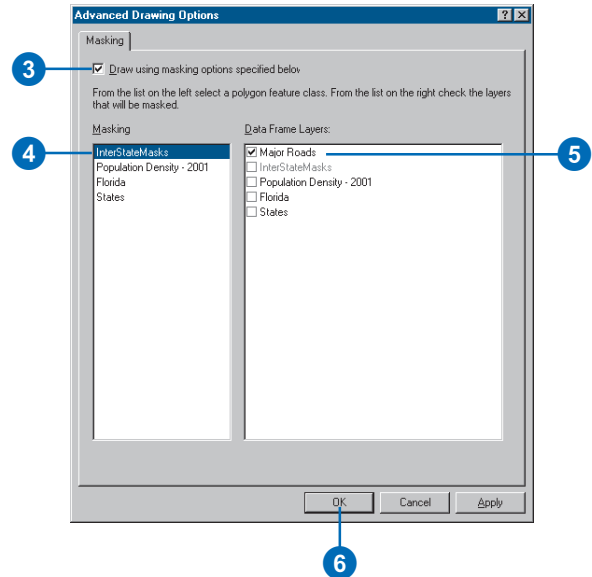 Advanced Drawing Options
Masking
3
Draw using masking options specified below
From the list on the left select a polygon feature class. From the list on the right check the layers
that will be masked.
Masking
Data Frame Layers:
4
InterStateMasks
Population Density - 2001
Florida
States
Major Roads
InterStateMasks
Population Density - 2001
Florida
States
5
OK
Cancel
Apply
6